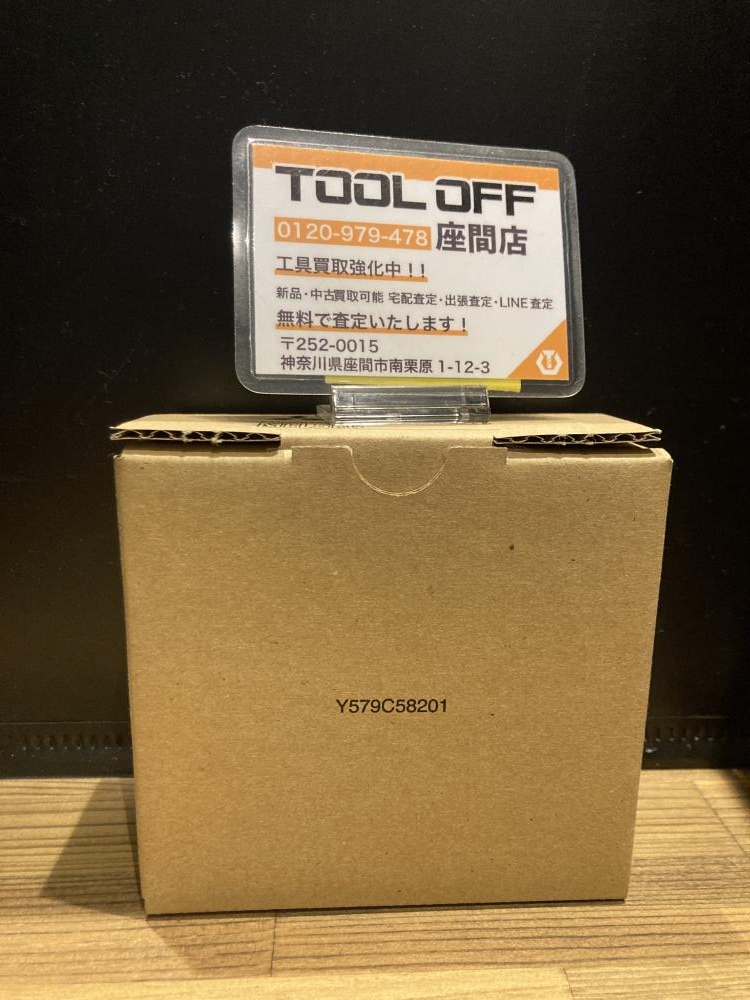 TOOL OFF
0120-979-478 座間店
工具買取強化中！！
新品・中古買取可能 宅配査定・出張査定・LINE査定
無料で査定いたします！
〒252-0015
神奈川県座間市南栗原 1-12-3
Y579C58201